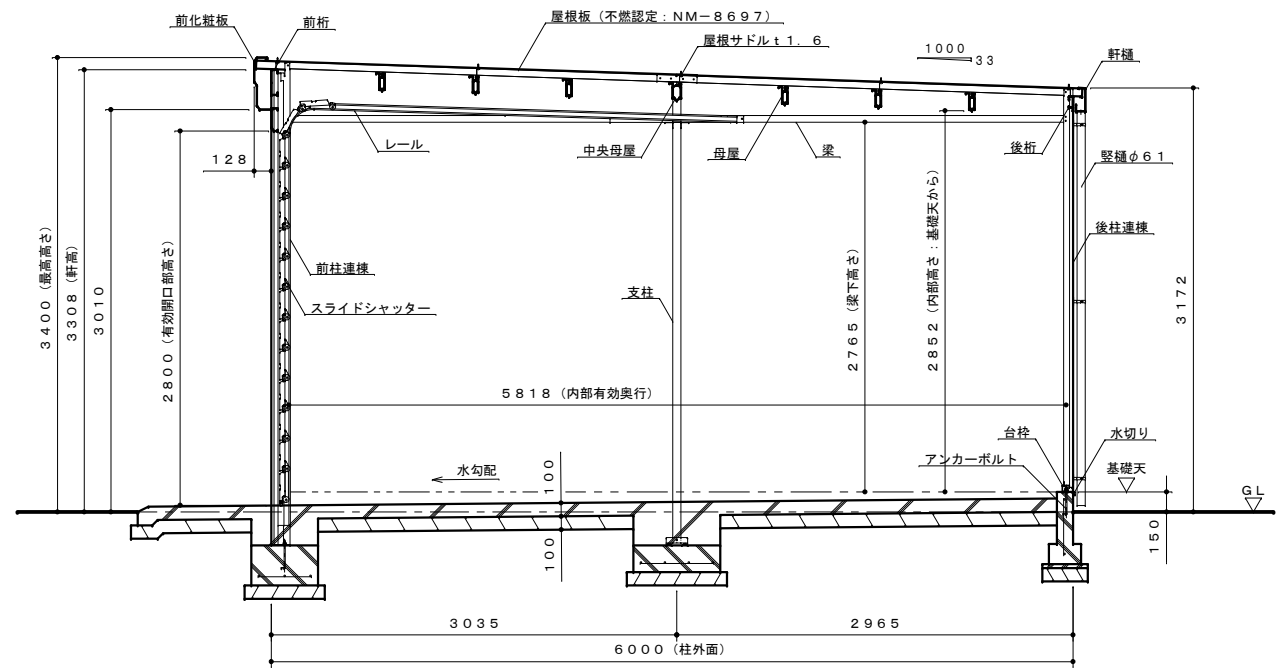 屋根板（不燃認定：ＮＭ－８６９７）
前化粧板
前桁
屋根サドルｔ１．６
１０００
３３
軒樋
レール
中央母屋
母屋
梁
後桁
竪樋φ６１
１２８
後柱連棟
前柱連棟
スライドシャッター
支柱
３４００（最高高さ）
３３０８（軒高）
３０１０
２８００（有効開口部高さ）
２７６５（梁下高さ）
２８５２（内部高さ：基礎天から）
３１７２
５８１８（内部有効奥行）
台枠
水切り
アンカーボルト
基礎天
水勾配
１００
１００
ＧＬ
１５０
３０３５
２９６５
６０００（柱外面）